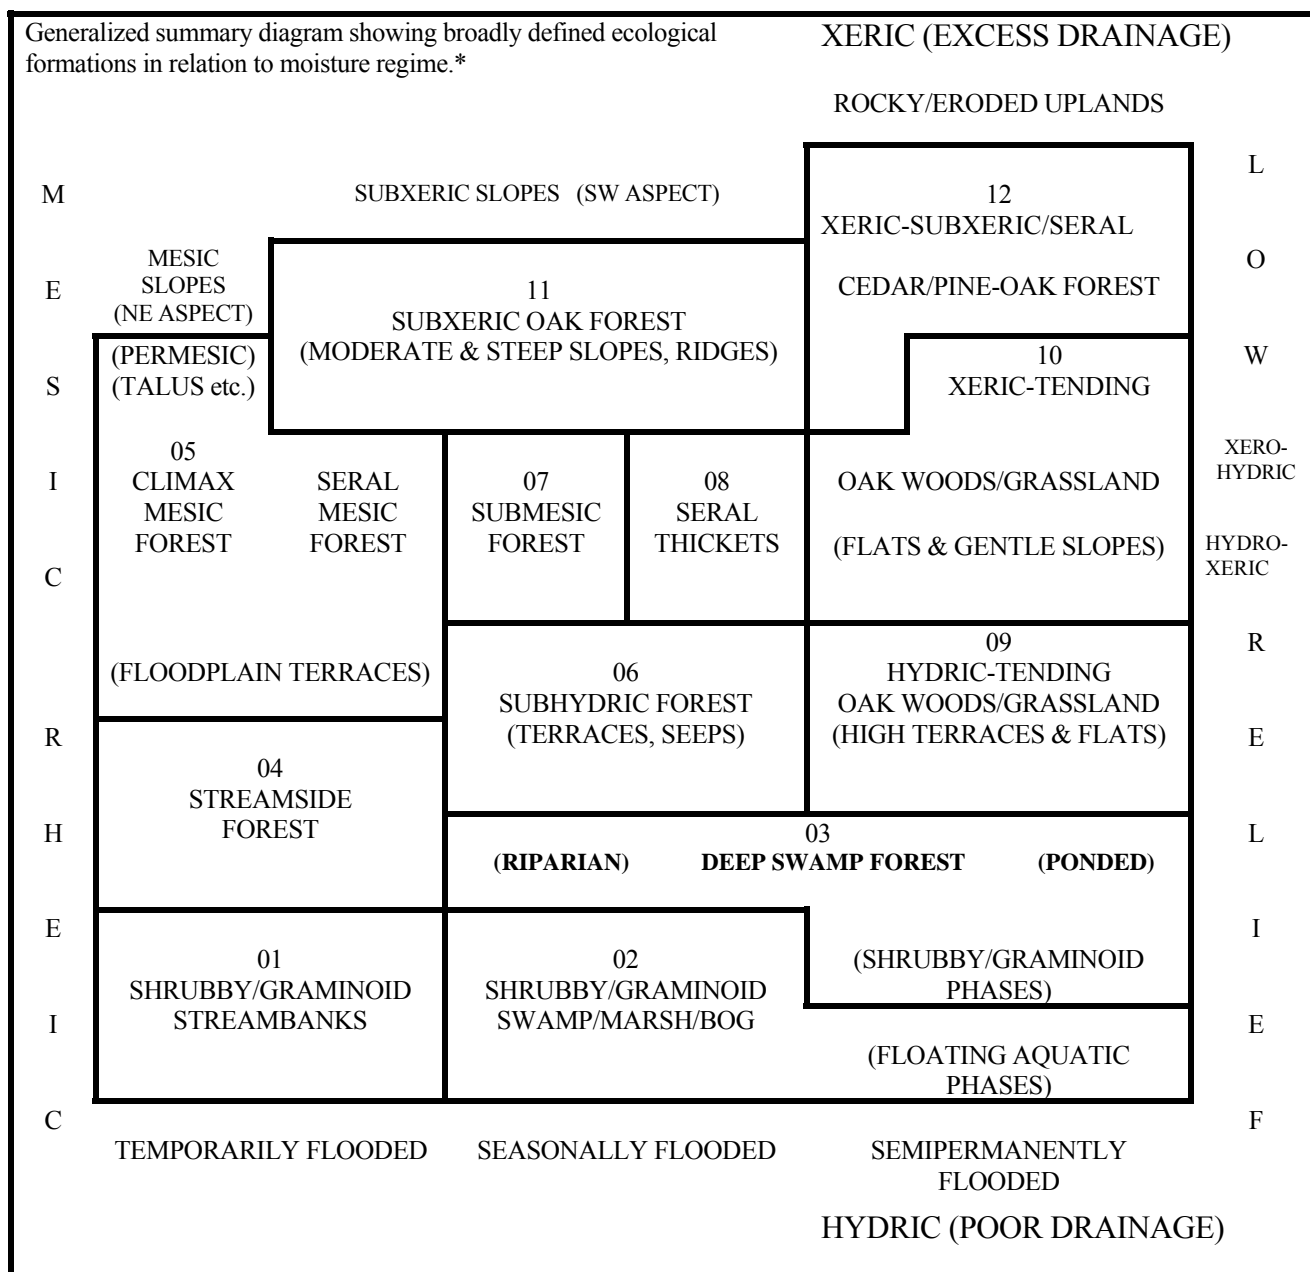 Generalized summary diagram showing broadly defined ecological
formations in relation to moisture regime.*
XERIC (EXCESS DRAINAGE)
ROCKY/ERODED UPLANDS
M
E
S
I
C
R
H
E
I
C
L
O
W
XERO-
HYDRIC
HYDRO-
XERIC
R
E
L
I
E
F
SUBXERIC SLOPES (SW ASPECT)
MESIC
SLOPES
(NE ASPECT)
12
XERIC-SUBXERIC/SERAL
CEDAR/PINE-OAK FOREST
11
SUBXERIC OAK FOREST
(MODERATE & STEEP SLOPES, RIDGES)
(PERMESIC)
(TALUS etc.)
10
XERIC-TENDING
OAK WOODS/GRASSLAND
(FLATS & GENTLE SLOPES)
05
CLIMAX
MESIC
FOREST
SERAL
MESIC
FOREST
(FLOODPLAIN TERRACES)
07
SUBMESIC
FOREST
08
SERAL
THICKETS
06
SUBHYDRIC FOREST
(TERRACES, SEEPS)
09
HYDRIC-TENDING
OAK WOODS/GRASSLAND
(HIGH TERRACES & FLATS)
04
STREAMSIDE
FOREST
03
(RIPARIAN) DEEP SWAMP FOREST (PONDED)
(SHRUBBY/GRAMINOID
PHASES)
01
SHRUBBY/GRAMINOID
STREAMBANKS
02
SHRUBBY/GRAMINOID
SWAMP/MARSH/BOG
(FLOATING AQUATIC
PHASES)
TEMPORARILY FLOODED
SEASONALLY FLOODED
SEMIPERMANENTLY
FLOODED
HYDRIC (POOR DRAINAGE)